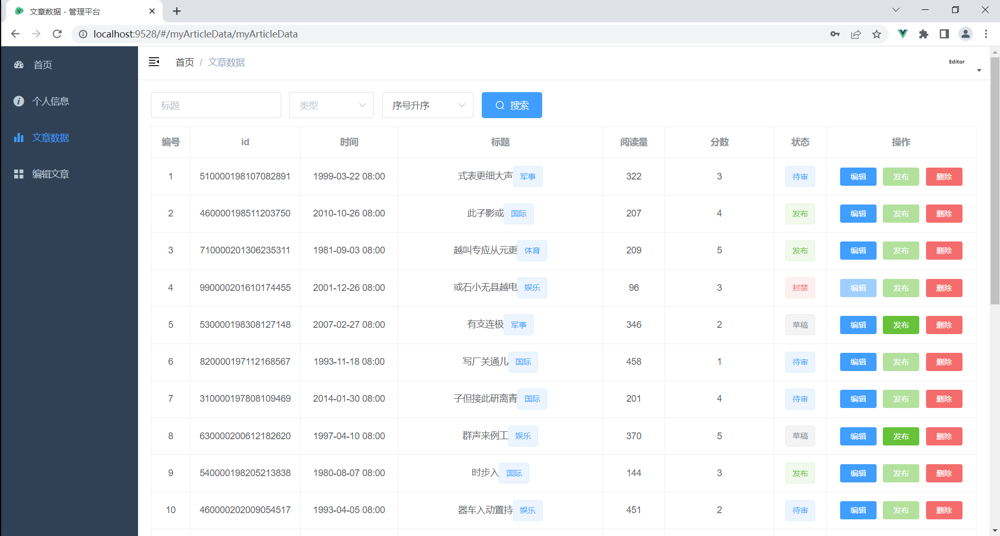 文章数据 - 管理平台
localhost:9528/#/myArticleData/myArticleData
首页
个人信息
文章数据
编辑文章
首页 / 文章数据
Editor
标题 类型 序号升序 搜索
编号 id 时间 标题 阅读量 分数 状态 操作
1 510000198107082891 1999-03-22 08:00 式表更细大声 军事 322 3 待审 编辑 发布 删除
2 460000198511203750 2010-10-26 08:00 此子影或 国际 207 4 发布 编辑 发布 删除
3 710000201306235311 1981-09-03 08:00 越叫专应从元更 体育 209 5 发布 编辑 发布 删除
4 990000201610174455 2001-12-26 08:00 或石小无县越电 娱乐 96 3 封禁 编辑 发布 删除
5 530000198308127148 2007-02-27 08:00 有支连极 军事 346 2 草稿 编辑 发布 删除
6 820000197112168567 1993-11-18 08:00 写厂关通儿 国际 458 1 待审 编辑 发布 删除
7 310000197808109469 2014-01-30 08:00 子但接此研离青 国际 201 4 待审 编辑 发布 删除
8 630000200612182620 1997-04-10 08:00 群声来例工 娱乐 370 5 草稿 编辑 发布 删除
9 540000198205213838 1980-08-07 08:00 时步入 国际 144 3 发布 编辑 发布 删除
10 460000202009054517 1993-04-05 08:00 器车入动置持 娱乐 451 2 待审 编辑 发布 删除